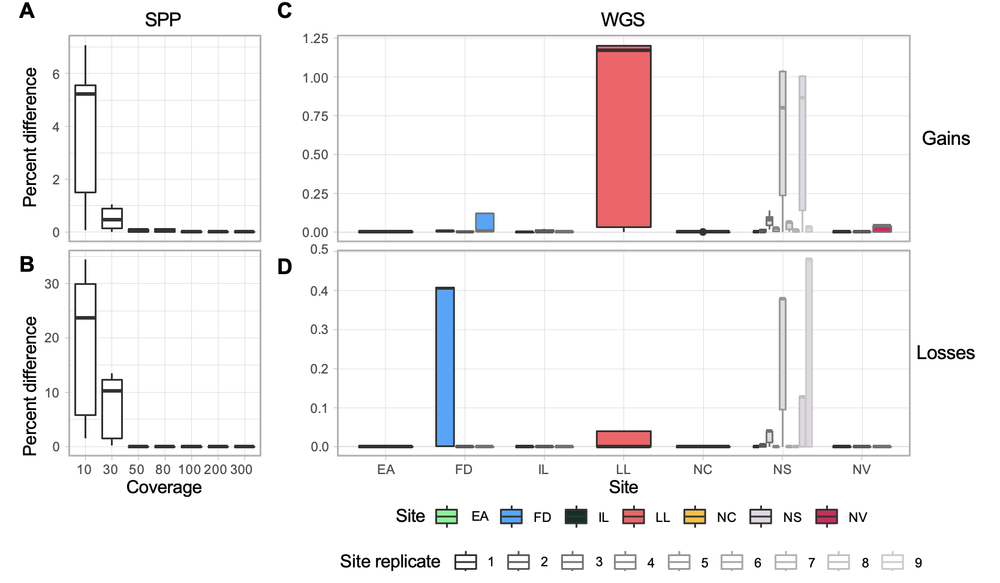 A
SPP
C
WGS
Percent difference
6
4
2
0
1.25
1.00
0.75
0.50
0.25
0.00
Gains
B
Percent difference
30
20
10
0
D
0.5
0.4
0.3
0.2
0.1
0.0
Losses
10 30 50 80 100 200 300
Coverage
EA FD IL LL NC NS NV
Site
Site EA FD IL LL NC NS NV
Site replicate 1 2 3 4 5 6 7 8 9